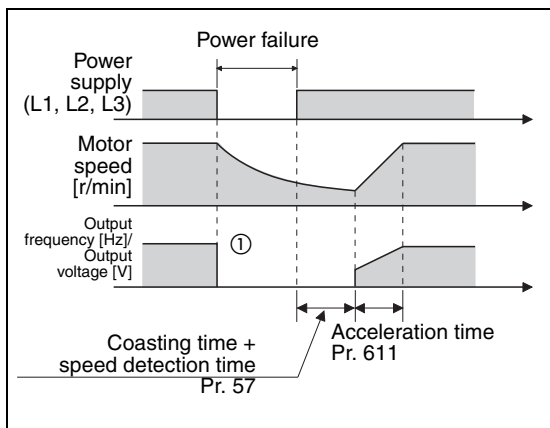 Power failure
Power
supply
(L1, L2, L3)
Motor
speed
[r/min]
Output
frequency [Hz]/
Output
voltage [V]
①
Coasting time +
speed detection time
Pr. 57
Acceleration time
Pr. 611